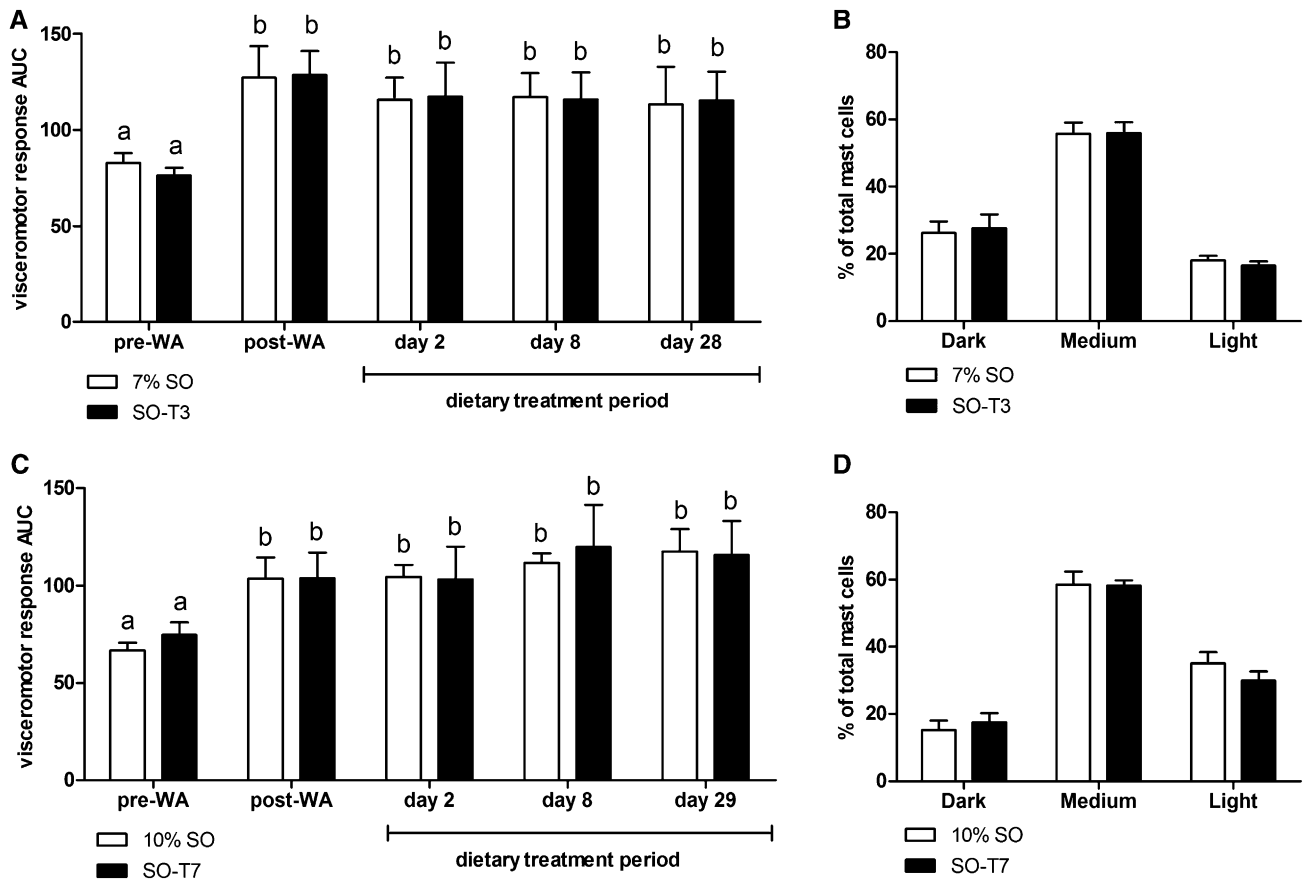 A
visceromotor response AUC
150
100
50
0
b b
b b
b b
b b
a a
pre-WA post-WA day 2 day 8 day 28
dietary treatment period
7% SO
SO-T3
B
% of total mast cells
80
60
40
20
0
Dark Medium Light
7% SO
SO-T3
C
visceromotor response AUC
150
100
50
0
a a
b b
b b
b b
b b
pre-WA post-WA day 2 day 8 day 29
dietary treatment period
10% SO
SO-T7
D
% of total mast cells
80
60
40
20
0
Dark Medium Light
10% SO
SO-T7